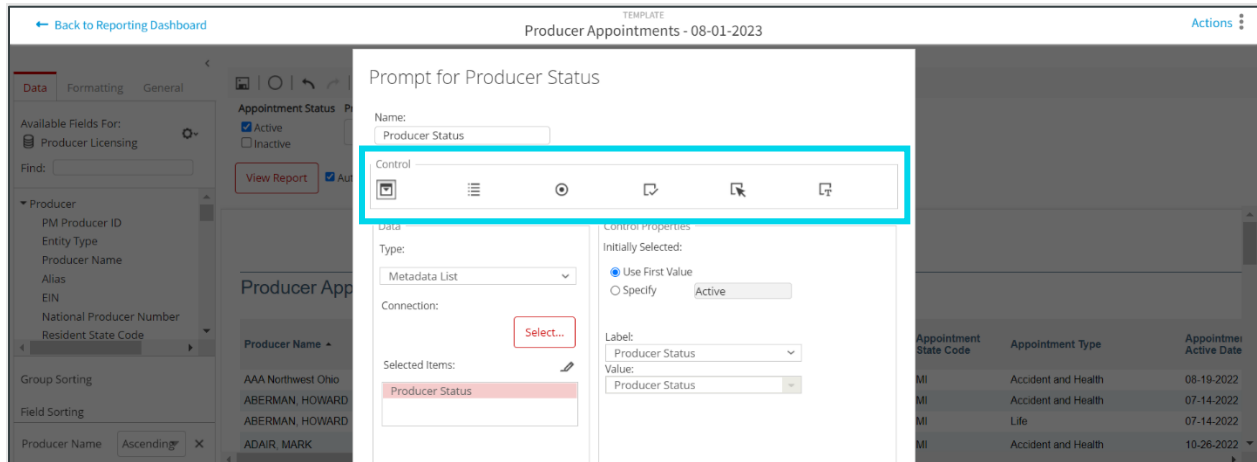 ← Back to Reporting Dashboard
TEMPLATE
Producer Appointments - 08-01-2023
Actions
Data Formatting General
Available Fields For:
Producer Licensing
Find:
Producer
PM Producer ID
Entity Type
Producer Name
Alias
EIN
National Producer Number
Resident State Code
Group Sorting
Field Sorting
Producer Name Ascending X
Appointment Status
Active
Inactive
View Report
Producer App
Producer Name
AAA Northwest Ohio
ABERMAN, HOWARD
ABERMAN, HOWARD
ADAIR, MARK
Prompt for Producer Status
Name:
Producer Status
Control
Data
Type:
Metadata List
Connection:
Select...
Selected Items:
Producer Status
Control Properties
Initially Selected:
Use First Value
Specify Active
Label:
Producer Status
Value:
Producer Status
Appointment State Code Appointment Type Active Date
MI Accident and Health 08-19-2022
MI Accident and Health 07-14-2022
MI Life 07-14-2022
MI Accident and Health 10-26-2022